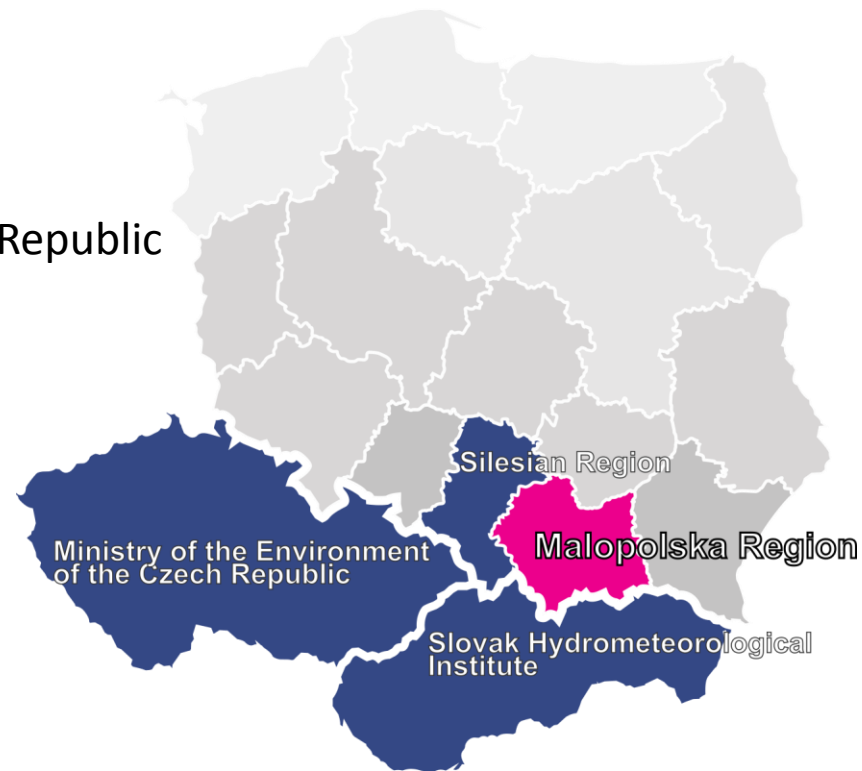 Republic
Silesian Region
Malopolska Region
Ministry of the Environment
of the Czech Republic
Slovak Hydrometeorological
Institute